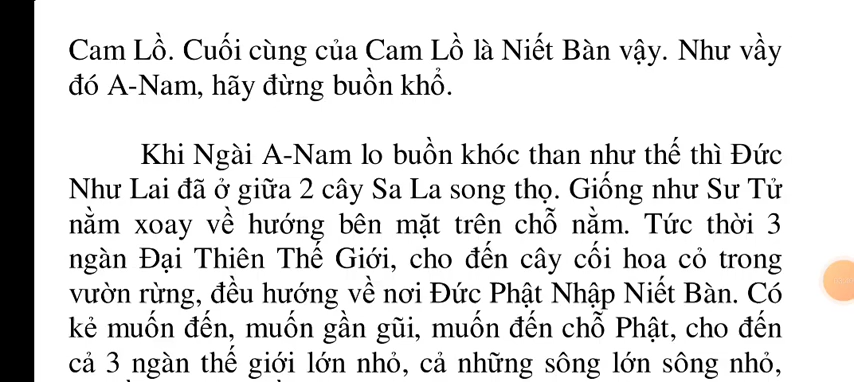 Cam Lồ. Cuối cùng của Cam Lồ là Niết Bàn vậy. Như vầy
đó A-Nam, hãy đừng buồn khổ.
Khi Ngài A-Nam lo buồn khóc than như thế thì Đức
Như Lai đã ở giữa 2 cây Sa La song thọ. Giống như Sư Tử
nằm xoay về hướng bên mặt trên chỗ nằm. Tức thời 3
ngàn Đại Thiên Thế Giới, cho đến cây cối hoa cỏ trong
vườn rừng, đều hướng về nơi Đức Phật Nhập Niết Bàn. Có
kẻ muốn đến, muốn gần gũi, muốn đến chỗ Phật, cho đến
cả 3 ngàn thế giới lớn nhỏ, cả những sông lớn sông nhỏ,